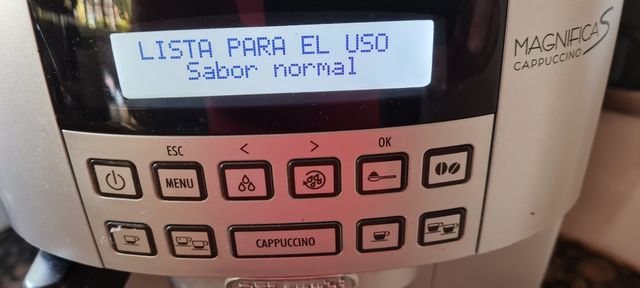 LISTA PARA EL USO
Sabor normal
MAGNIFICA S
CAPPUCCINO
ESC
<
>
OK
MENU
CAPPUCCINO